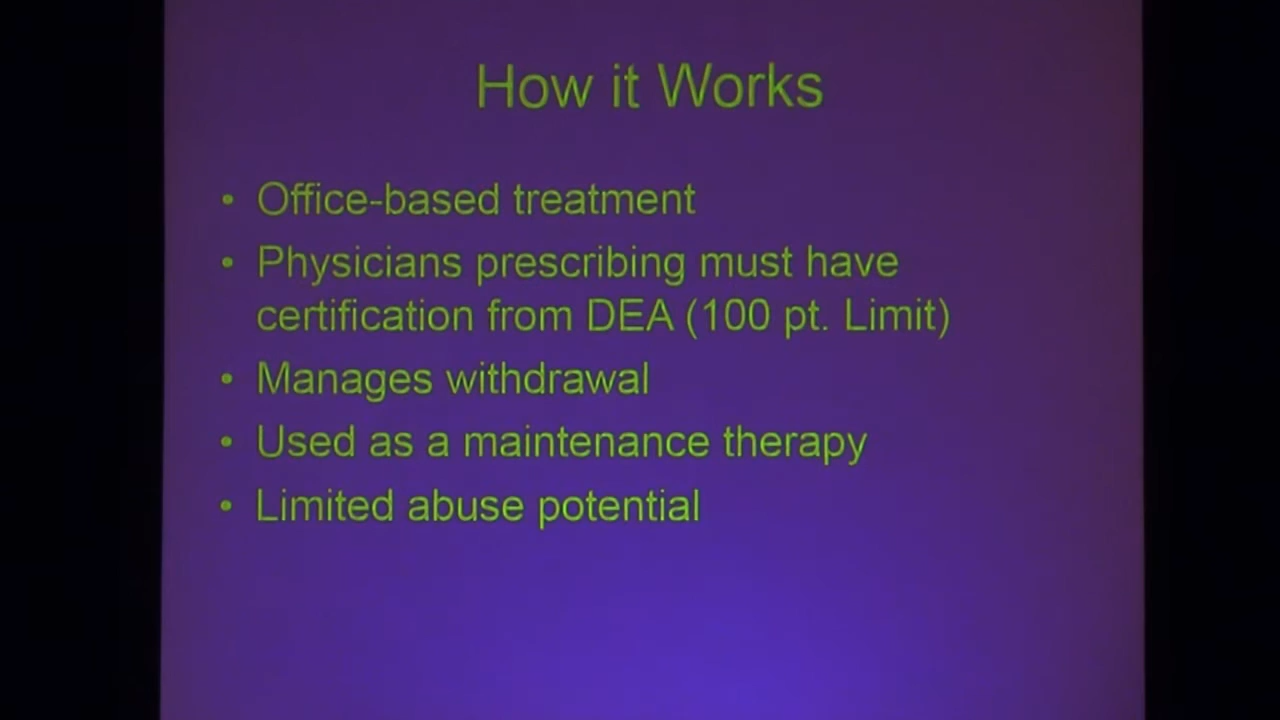 How it Works
• Office-based treatment
• Physicians prescribing must have
certification from DEA (100 pt. Limit)
• Manages withdrawal
• Used as a maintenance therapy
• Limited abuse potential